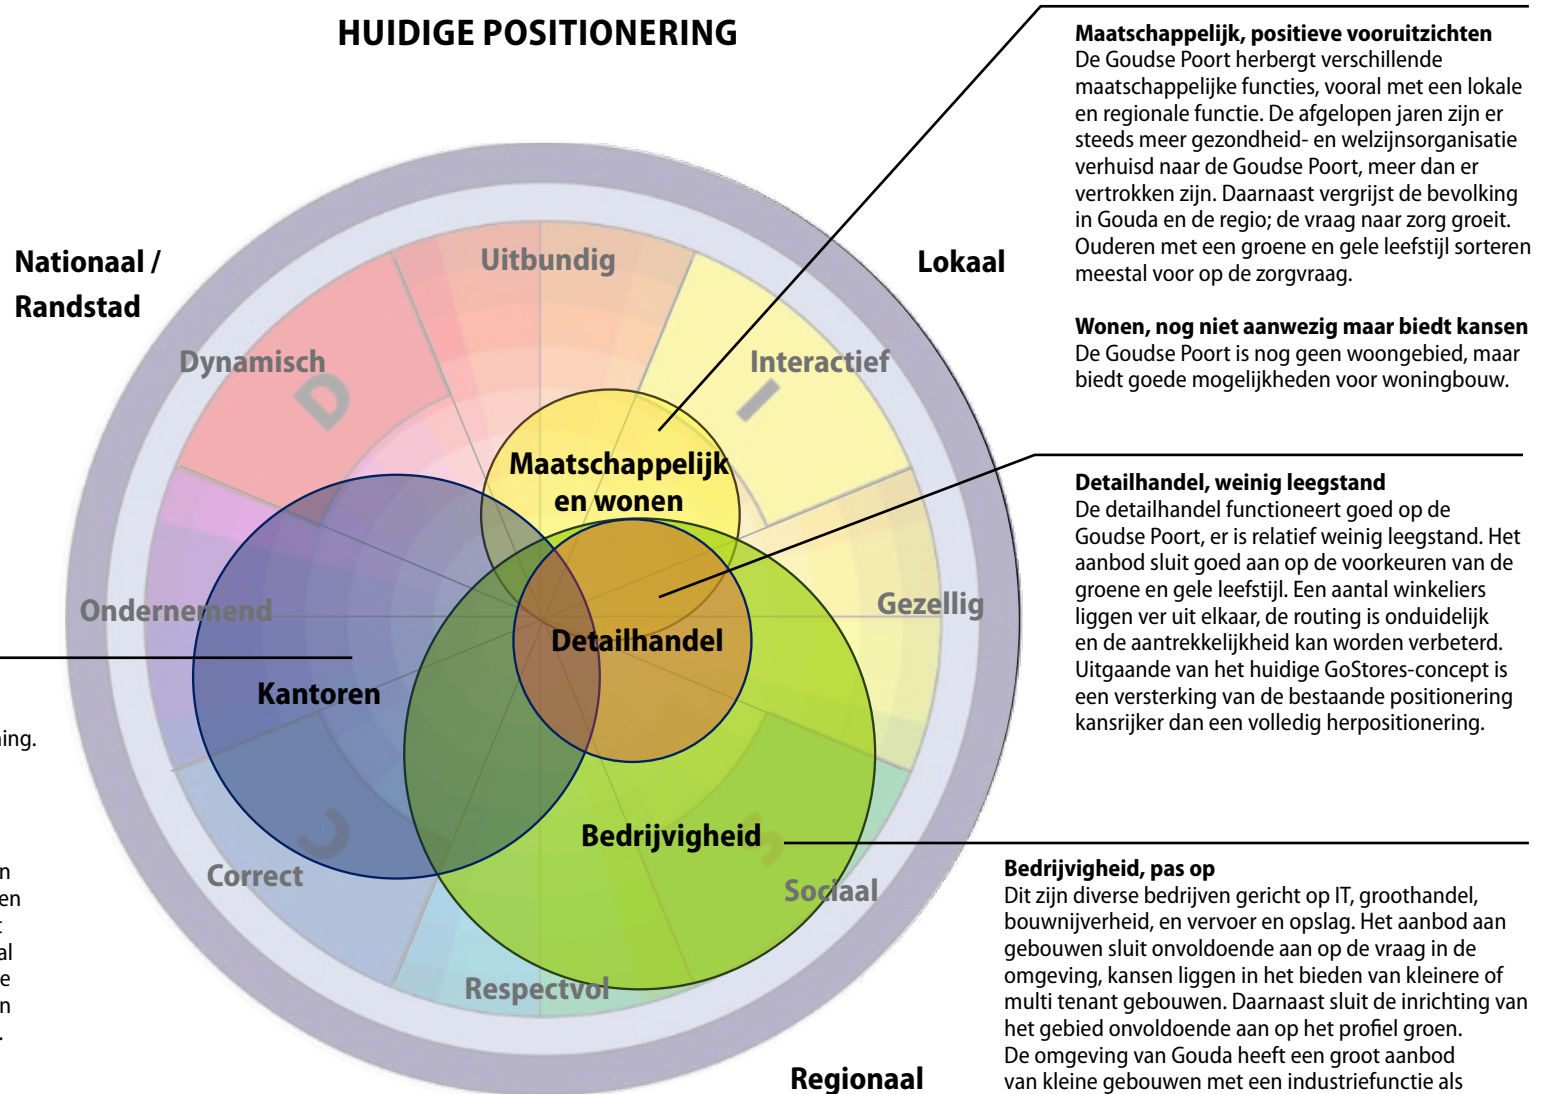 HUIDIGE POSITIONERING
Maatschappelijk, positieve vooruitzichten
De Goudse Poort herbergt verschillende
maatschappelijke functies, vooral met een lokale
en regionale functie. De afgelopen jaren zijn er
steeds meer gezondheid- en welzijnsorganisatie
verhuisd naar de Goudse Poort, meer dan er
vertrokken zijn. Daarnaast vergrijst de bevolking
in Gouda en de regio; de vraag naar zorg groeit.
Ouderen met een groene en gele leefstijl sorteren
meestal voor op de zorgvraag.
Wonen, nog niet aanwezig maar biedt kansen
De Goudse Poort is nog geen woongebied, maar
biedt goede mogelijkheden voor woningbouw.
Detailhandel, weinig leegstand
De detailhandel functioneert goed op de
Goudse Poort, er is relatief weinig leegstand. Het
aanbod sluit goed aan op de voorkeuren van de
groene en gele leefstijl. Een aantal winkeliers
liggen ver uit elkaar, de routing is onduidelijk
en de aantrekkelijkheid kan worden verbeterd.
Uitgaande van het huidige GoStores-concept is
een versterking van de bestaande positionering
kansrijker dan een volledig herpositionering.
Bedrijvigheid, pas op
Dit zijn diverse bedrijven gericht op IT, groothandel,
bouwnijverheid, en vervoer en opslag. Het aanbod aan
gebouwen sluit onvoldoende aan op de vraag in de
omgeving, kansen liggen in het bieden van kleinere of
multi tenant gebouwen. Daarnaast sluit de inrichting van
het gebied onvoldoende aan op het profiel groen.
De omgeving van Gouda heeft een groot aanbod
van kleine gebouwen met een industriefunctie als
Nationaal /
Randstad
Lokaal
Regionaal
Uitbundig
Dynamisch
Interactief
D
I
Maatschappelijk
en wonen
Ondernemend
Gezellig
Detailhandel
Kantoren
Bedrijvigheid
C
S
Correct
Sociaal
Respectvol
ing.
n
en
t
al
e
n
.